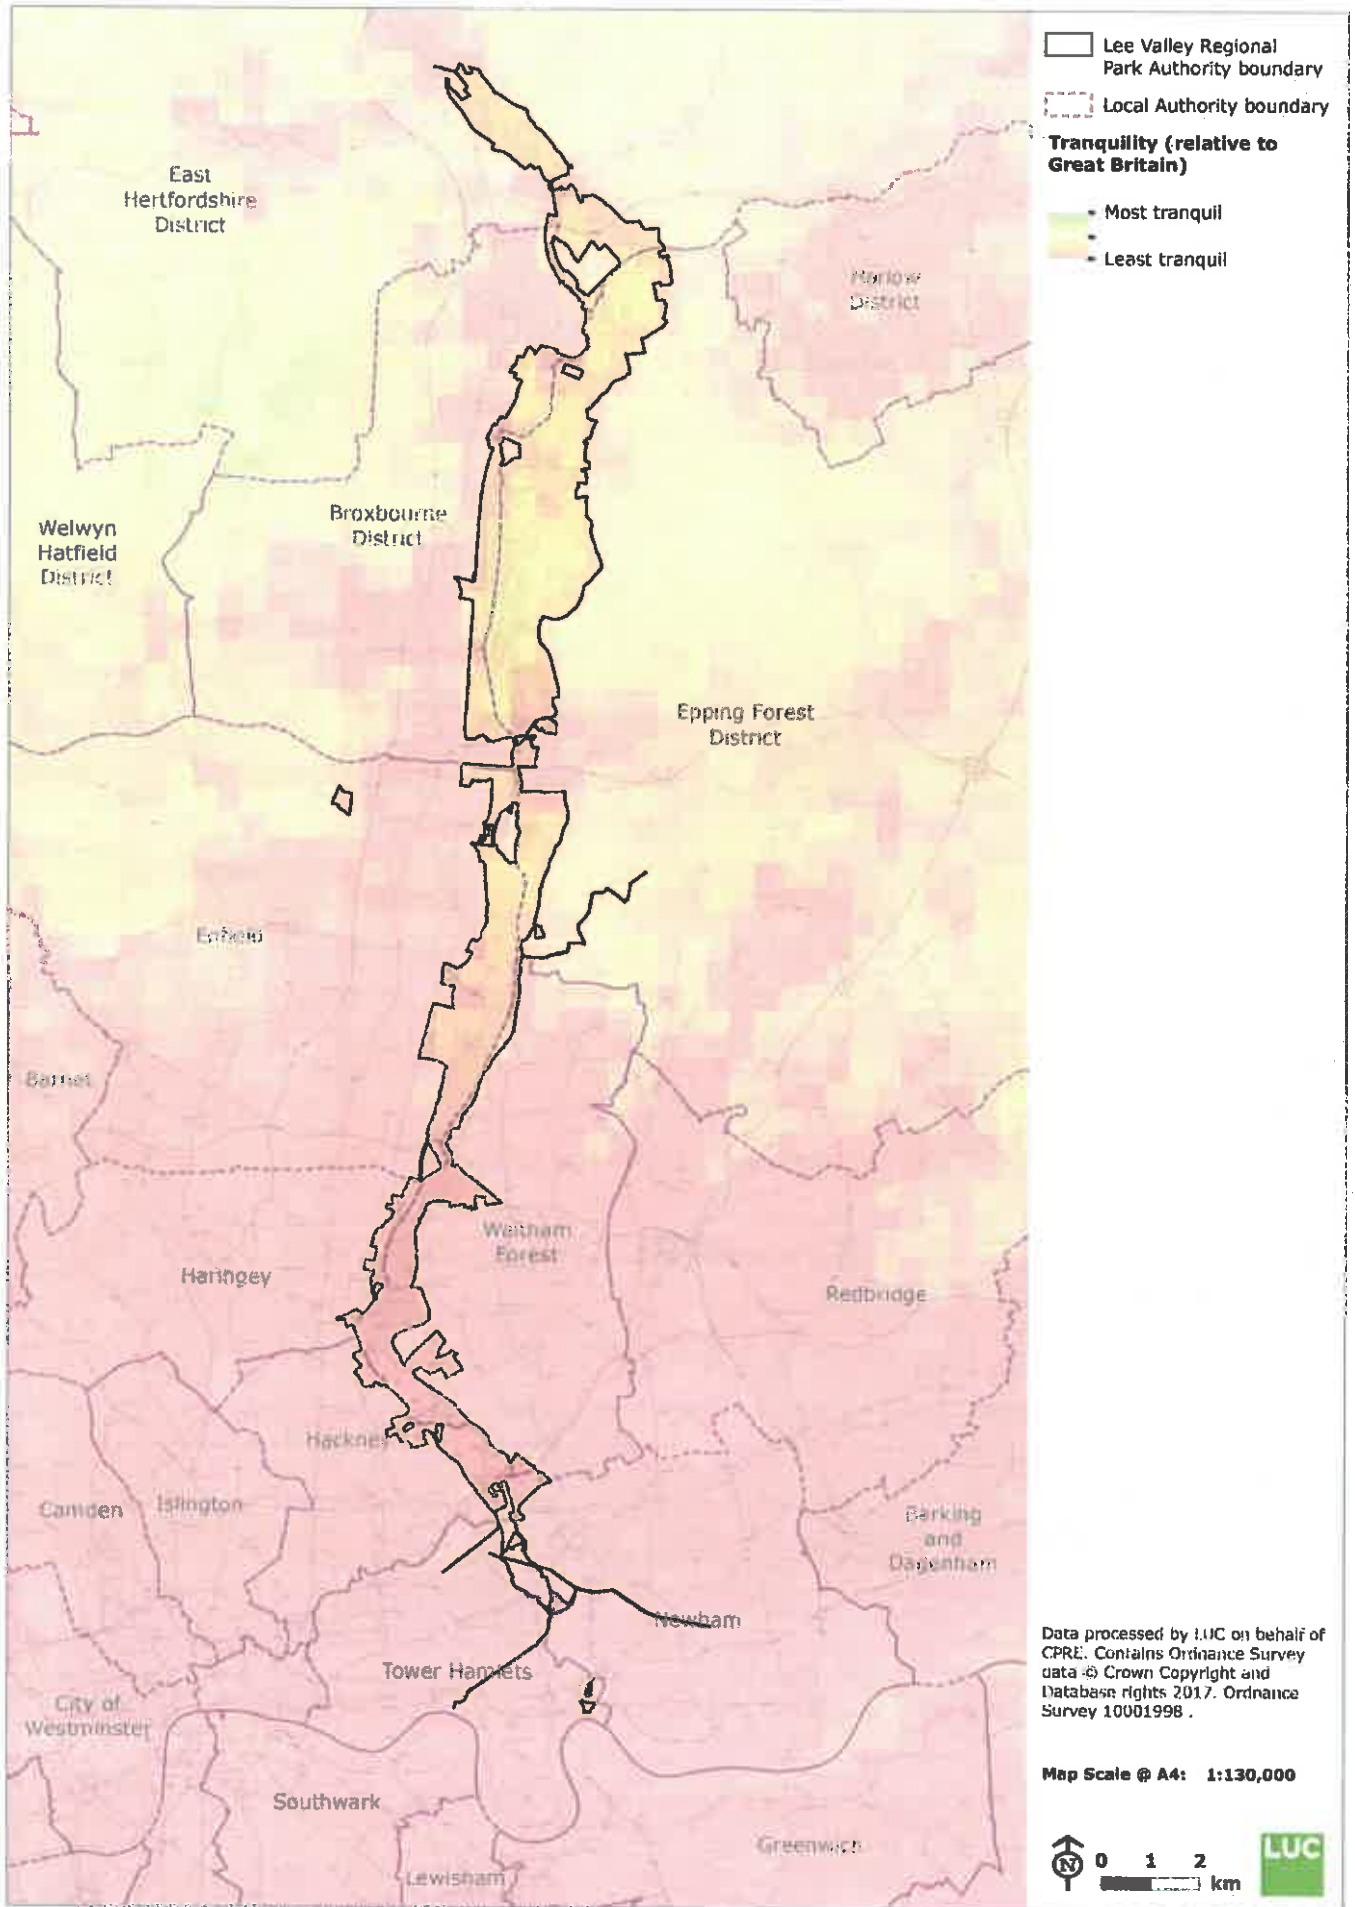 Lee Valley Regional
Park Authority boundary
Local Authority boundary
Tranquility (relative to
Great Britain)
Most tranquil
Least tranquil
East
Hertfordshire
District
Harlow
District
Broxbourne
District
Welwyn
Hatfield
District
Epping Forest
District
Enfield
Barnet
Waltham
Forest
Haringey
Redbridge
Hackney
Camden
Islington
Barking
and
Dagenham
Newham
Tower Hamlets
City of
Westminster
Southwark
Greenwich
Lewisham
Data processed by LUC on behalf of
CPRE. Contains Ordnance Survey
data © Crown Copyright and
Database rights 2017. Ordnance
Survey 10001998 .
Map Scale @ A4: 1:130,000
N
0 1 2
km
LUC